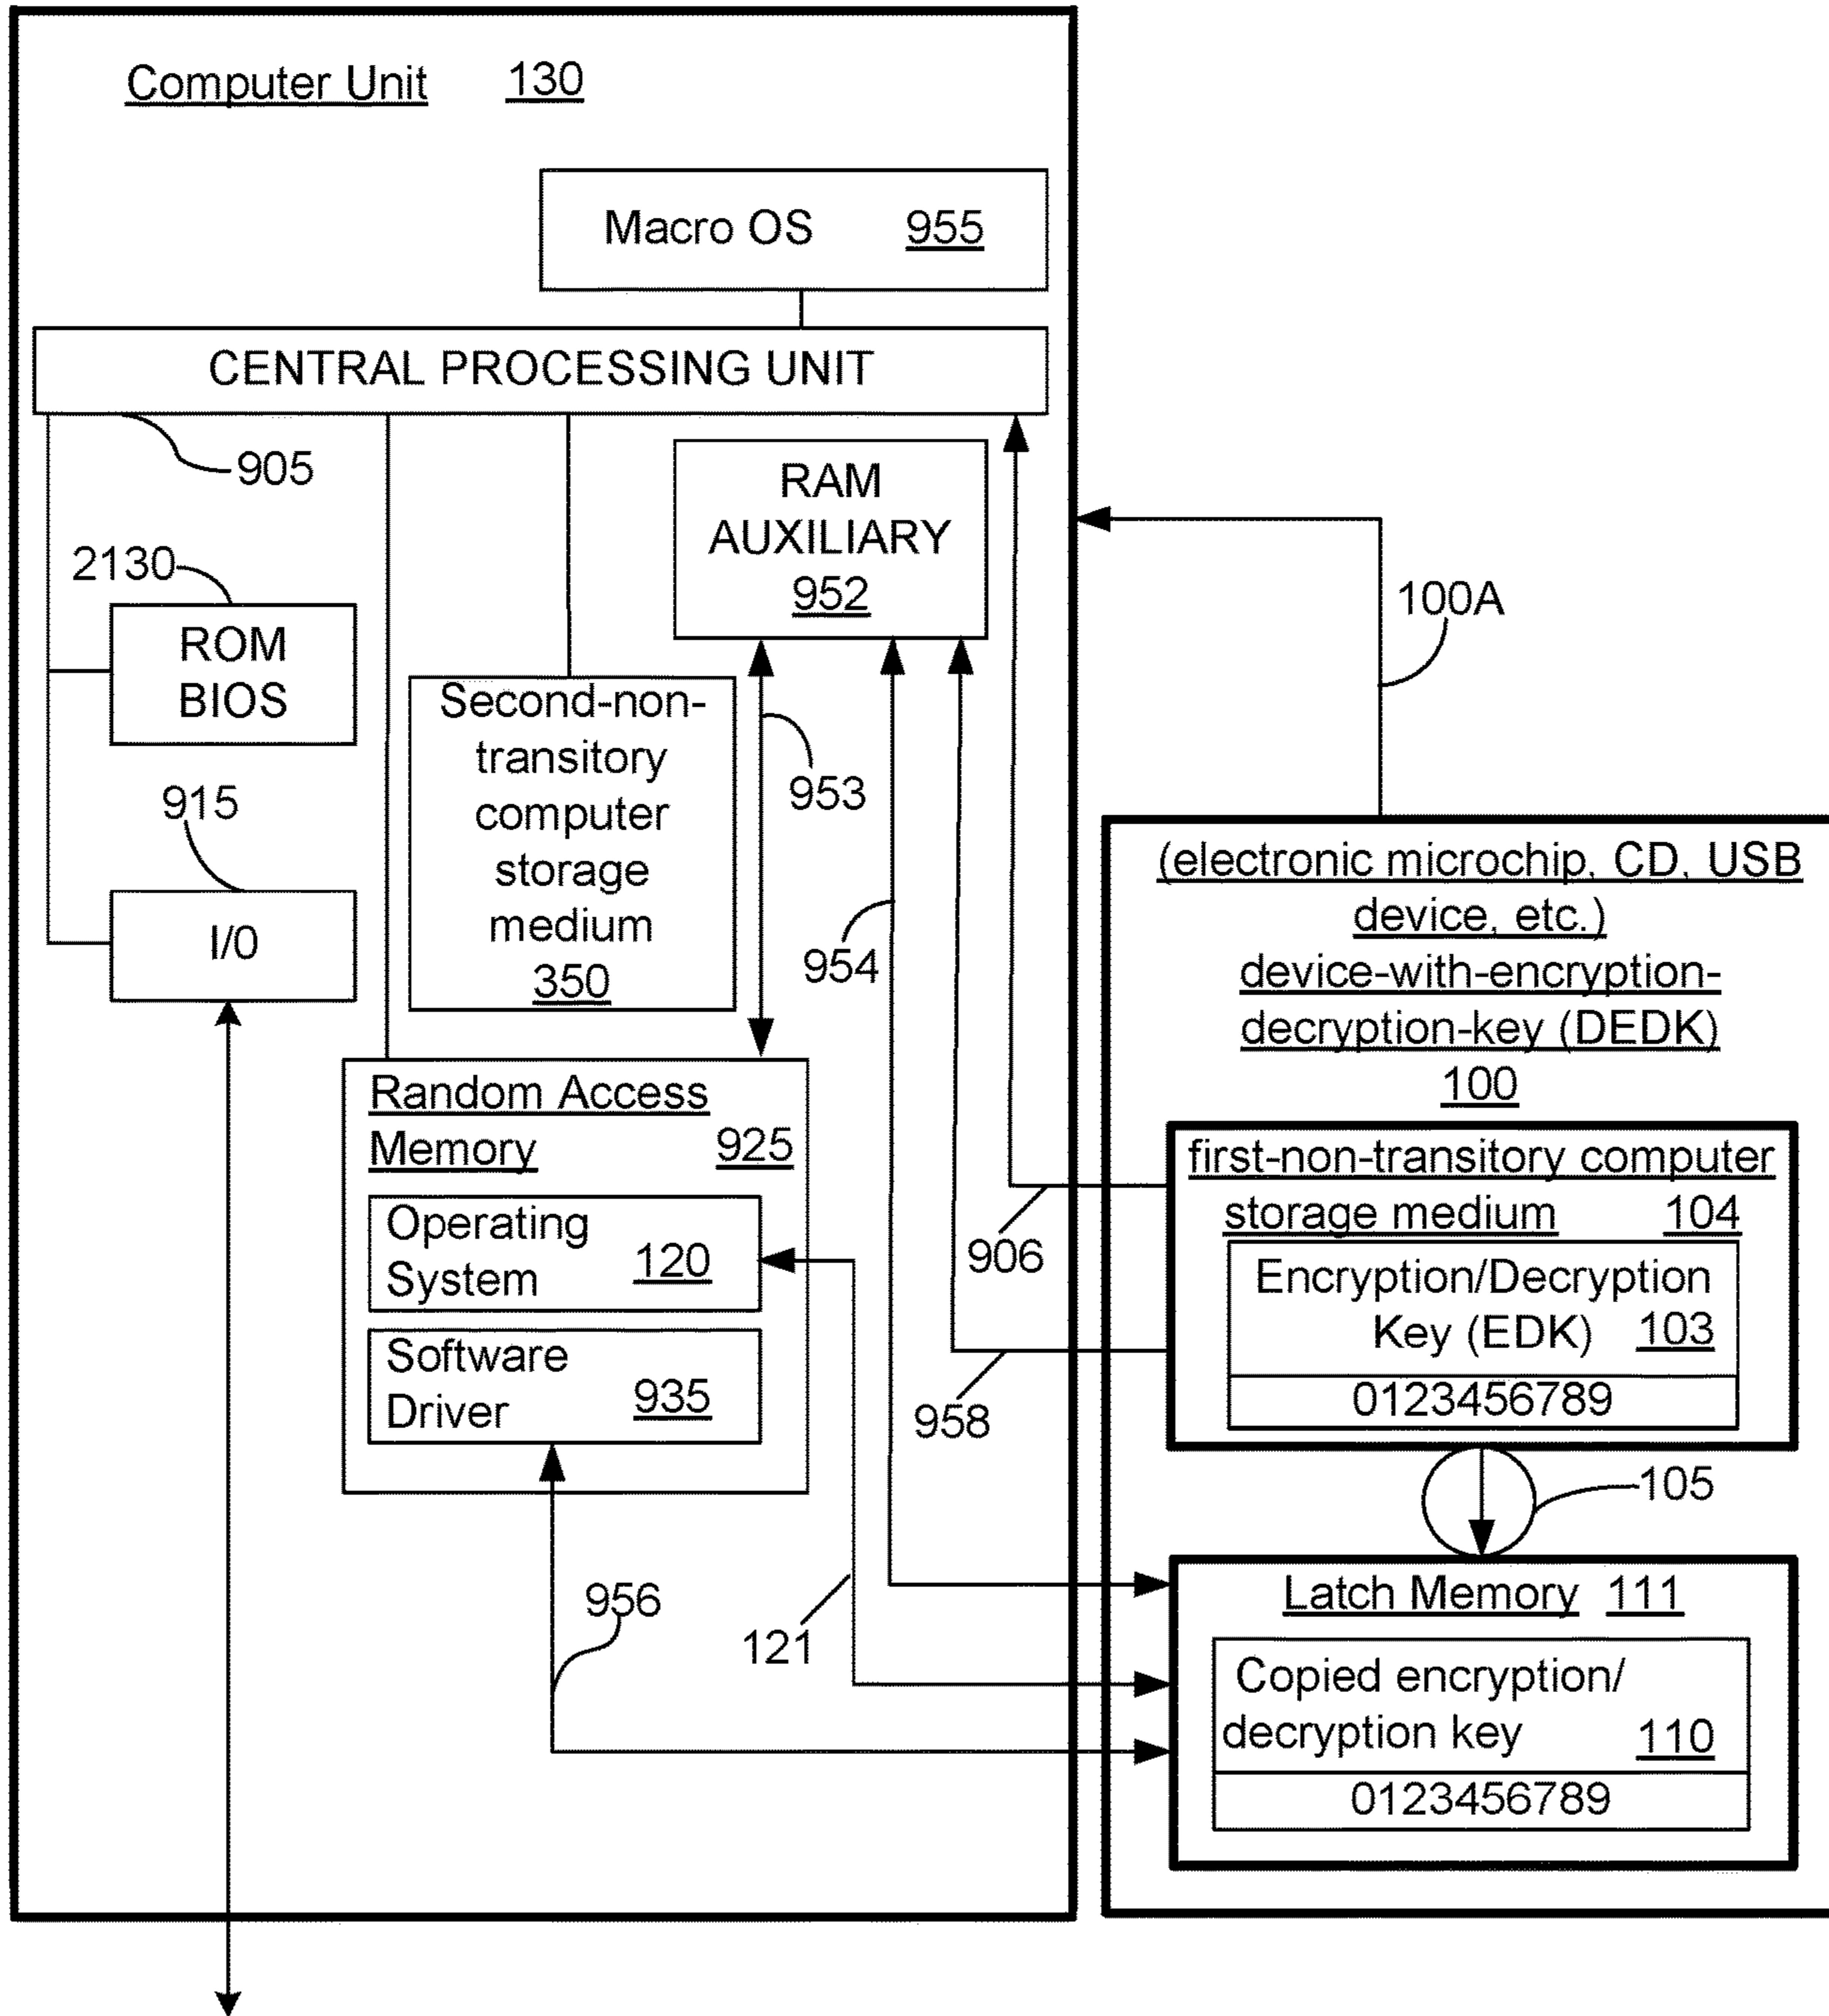 Computer Unit 130
Macro OS 955
CENTRAL PROCESSING UNIT
905
RAM
AUXILIARY
952
2130
ROM
BIOS
100A
Second-non-
transitory
computer
storage
medium
350
953
915
I/0
954
(electronic microchip, CD, USB
device, etc.)
device-with-encryption-
decryption-key (DEDK)
100
Random Access
Memory 925
Operating
System 120
Software
Driver 935
first-non-transitory computer
storage medium 104
Encryption/Decryption
Key (EDK) 103
0123456789
906
958
105
956
121
Latch Memory 111
Copied encryption/
decryption key 110
0123456789